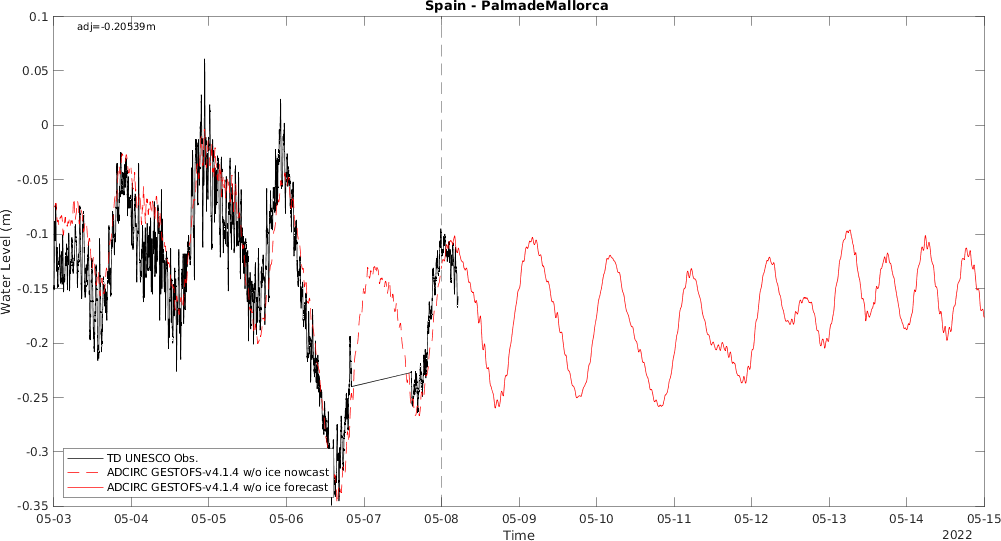 Spain - PalmadeMallorca
adj=-0.20539m
0.1
0.05
0
-0.05
-0.1
-0.15
-0.2
-0.25
-0.3
-0.35
Water Level (m)
TD UNESCO Obs.
ADCIRC GESTOFS-v4.1.4 w/o ice nowcast
ADCIRC GESTOFS-v4.1.4 w/o ice forecast
05-03 05-04 05-05 05-06 05-07 05-08 05-09 05-10 05-11 05-12 05-13 05-14 05-15
Time
2022